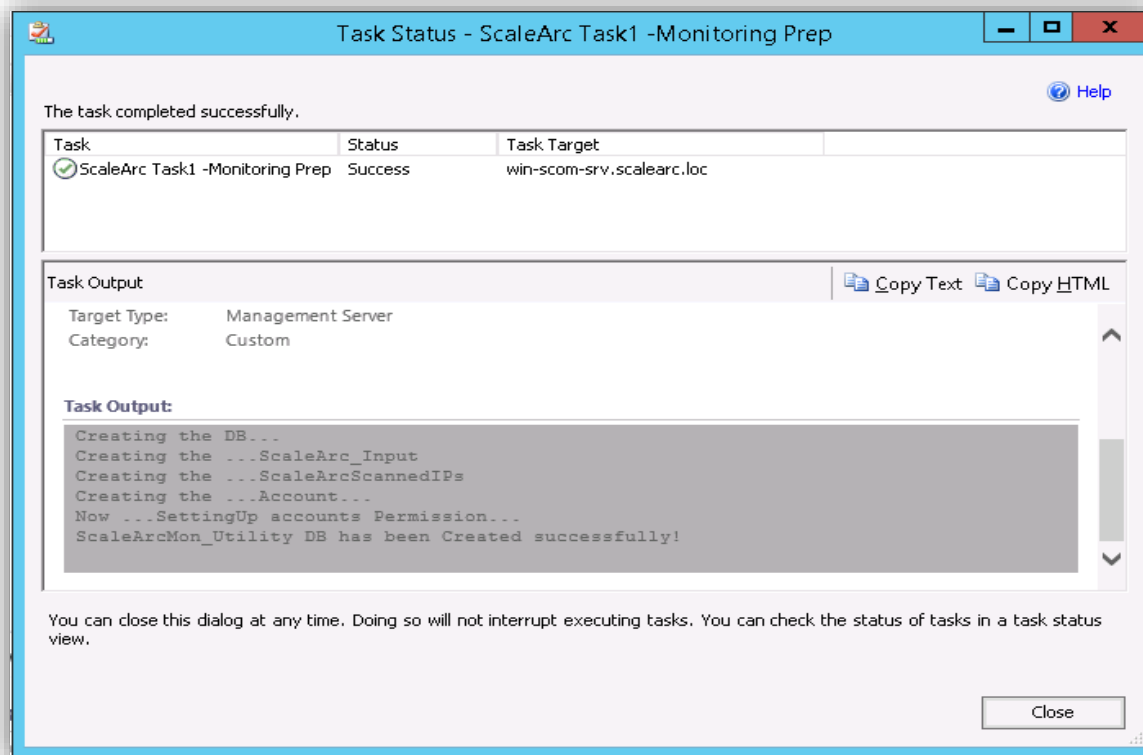 Task Status - ScaleArc Task1 -Monitoring Prep
Help
The task completed successfully.
Task Status Task Target
ScaleArc Task1 -Monitoring Prep Success win-scom-srv.scalearc.loc
Task Output Copy Text Copy HTML
Target Type: Management Server
Category: Custom
Task Output:
Creating the DB...
Creating the ...ScaleArc_Input
Creating the ...ScaleArcScannedIPs
Creating the ...Account...
Now ...SettingUp accounts Permission...
ScaleArcMon_Utility DB has been Created successfully!
You can close this dialog at any time. Doing so will not interrupt executing tasks. You can check the status of tasks in a task status
view.
Close